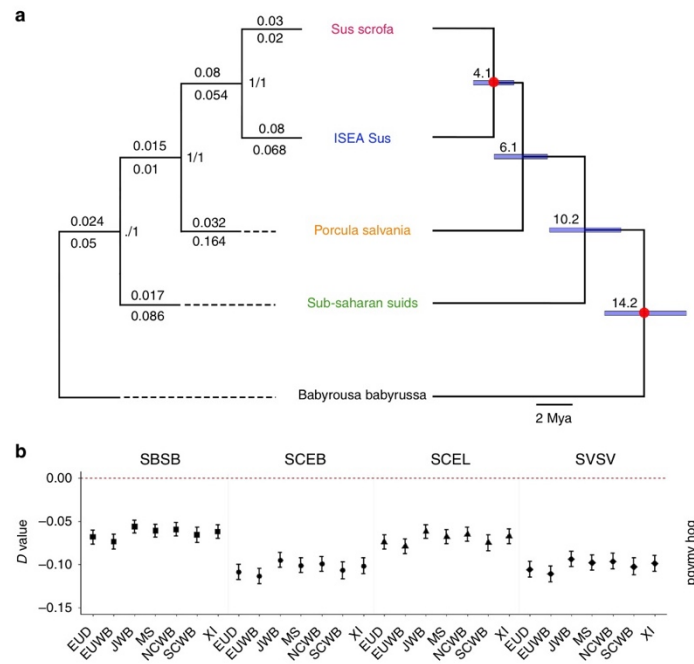 a
0.03
Sus scrofa
0.02
0.08
4.1
1/1
0.054
0.08
ISEA Sus
0.068
0.015
6.1
1/1
0.01
0.024
0.032
Porcula salvania
10.2
./1
0.05
0.164
0.017
Sub-saharan suids
0.086
14.2
Babyrousa babyrussa
2 Mya
b
SBSB SCEB SCEL SVSV
0.00
−0.05
−0.10
−0.15
D value
pygmy hog
EUD EUWB JWB MS NCWB SCWB XI EUD EUWB JWB MS NCWB SCWB XI EUD EUWB JWB MS NCWB SCWB XI EUD EUWB JWB MS NCWB SCWB XI